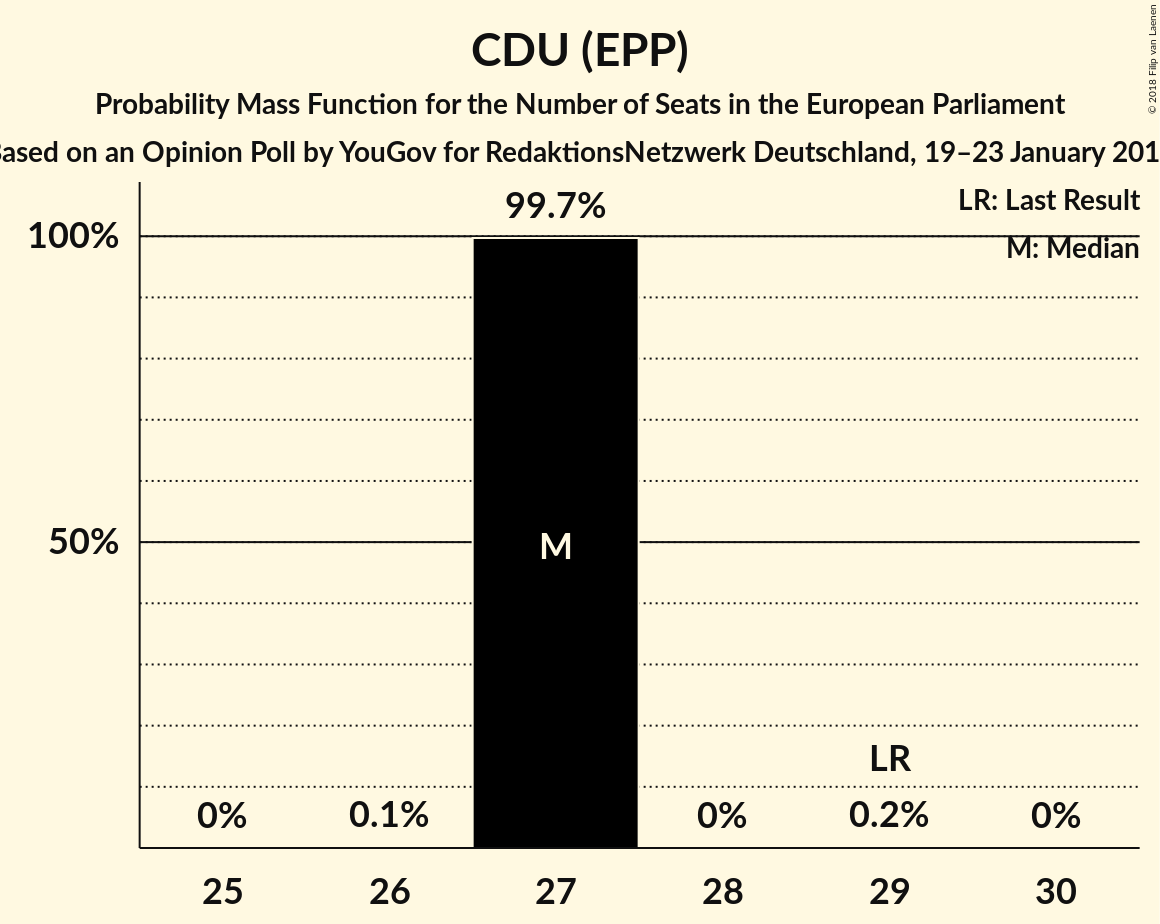 CDU (EPP)
Probability Mass Function for the Number of Seats in the European Parliament
ased on an Opinion Poll by YouGov for RedaktionsNetzwerk Deutschland, 19–23 January 201
© 2018 Filip van Laenen
LR: Last Result
M: Median
99.7%
100%
50%
M
LR
0%
0.1%
0%
0.2%
0%
25
26
27
28
29
30